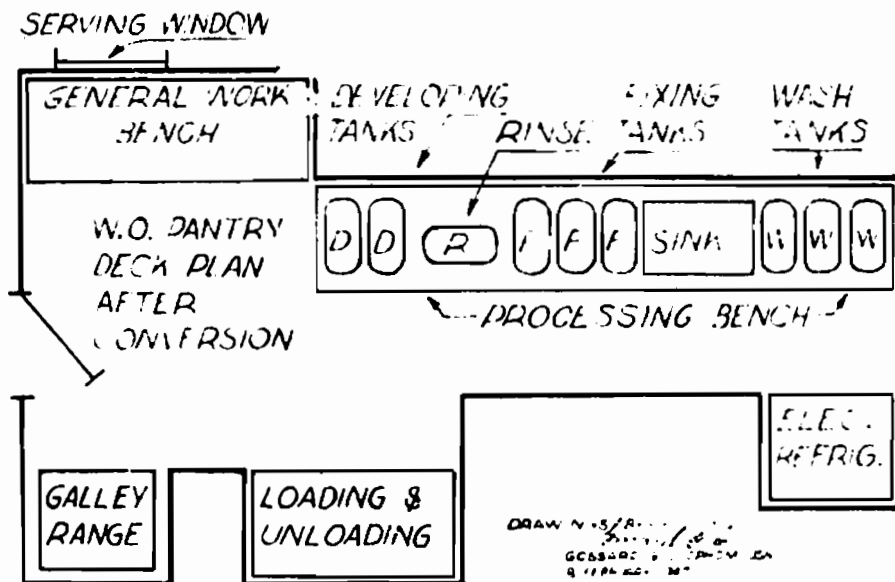 SERVING WINDOW
GENERAL WORK
BENCH
DEVELOPING
TANKS
RINSE
FIXING
TANKS
WASH
TANKS
D D R F F F SINK W W W
W.O. PANTRY
DECK PLAN
AFTER
CONVERSION
PROCESSING BENCH
ELEC.
REFRIG.
GALLEY
RANGE
LOADING &
UNLOADING
DRAWN